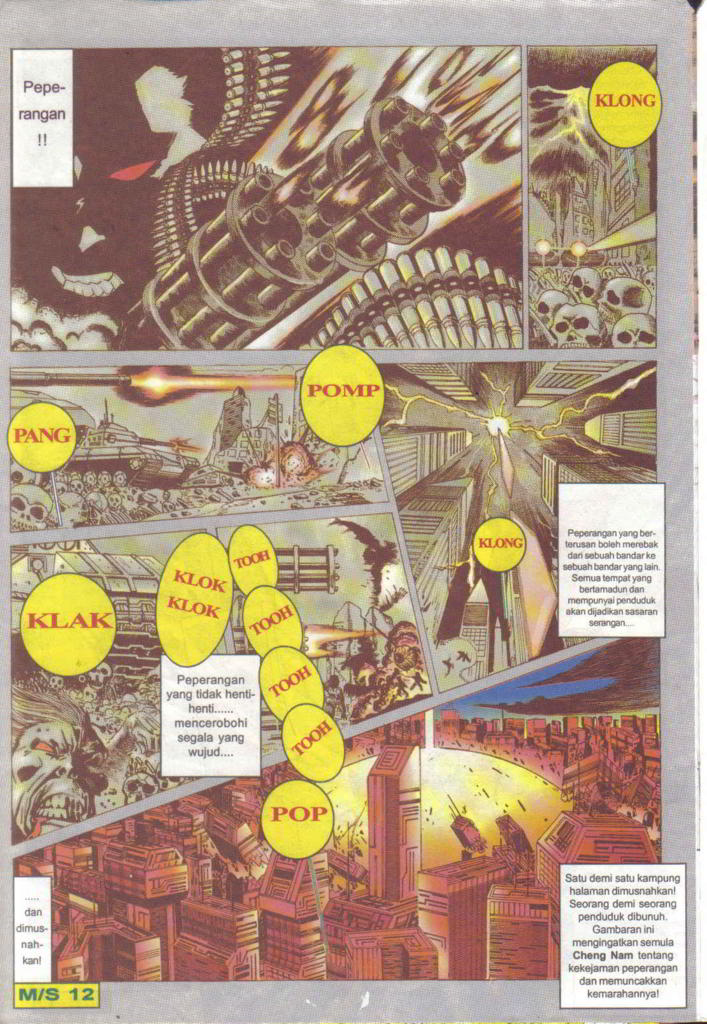 Pepe-
rangan
!!
KLONG
PANG
POMP
KLONG
Peperangan yang ber-
terusan boleh merebak
dari sebuah bandar ke
sebuah bandar yang lain.
Semua tempat yang
bertamadun dan
mempunyai penduduk
akan dijadikan sasaran
serangan....
KLAK
KLOK
KLOK
TOOH
TOOH
TOOH
TOOH
Peperangan
yang tidak henti-
henti......
mencerobohi
segala yang
wujud....
POP
.....
dan
dimus-
nah-
kan!
Satu demi satu kampung
halaman dimusnahkan!
Seorang demi seorang
penduduk dibunuh.
Gambaran ini
mengingatkan semula
Cheng Nam tentang
kekejaman peperangan
dan memuncakkan
kemarahannya!
M/S 12